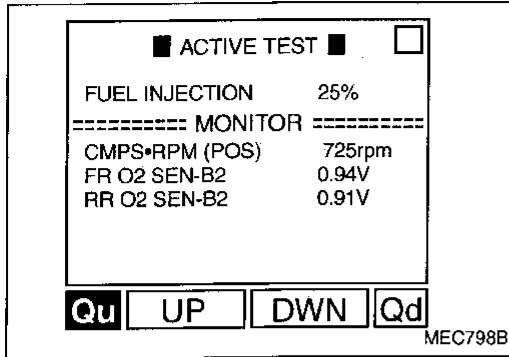 ■ ACTIVE TEST ■
FUEL INJECTION 25%
========== MONITOR ==========
CMPS•RPM (POS) 725rpm
FR O2 SEN-B2 0.94V
RR O2 SEN-B2 0.91V
Qu UP DWN Qd
MEC798B